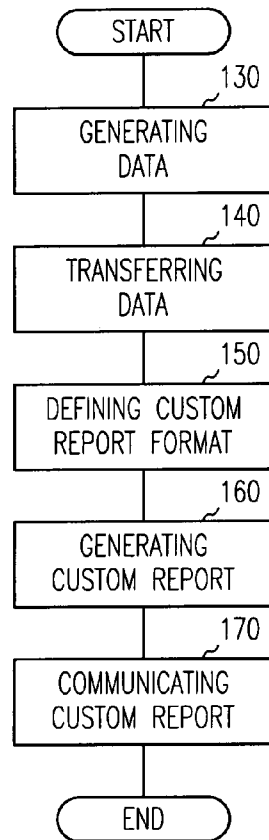 START
130
GENERATING
DATA
140
TRANSFERRING
DATA
150
DEFINING CUSTOM
REPORT FORMAT
160
GENERATING
CUSTOM REPORT
170
COMMUNICATING
CUSTOM REPORT
END